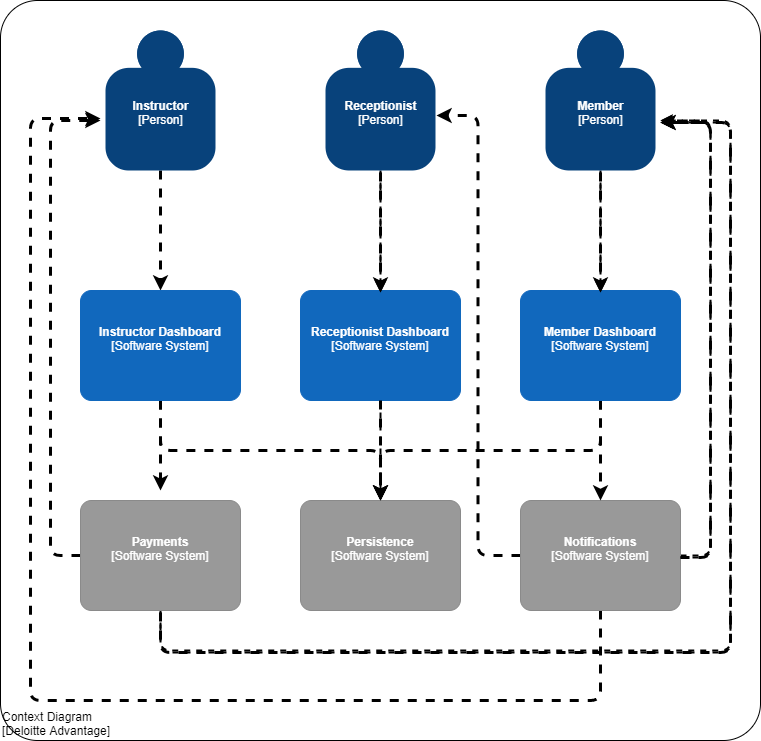 Instructor
[Person]
Receptionist
[Person]
Member
[Person]
Instructor Dashboard
[Software System]
Receptionist Dashboard
[Software System]
Member Dashboard
[Software System]
Payments
[Software System]
Persistence
[Software System]
Notifications
[Software System]
Context Diagram
[Deloitte Advantage]